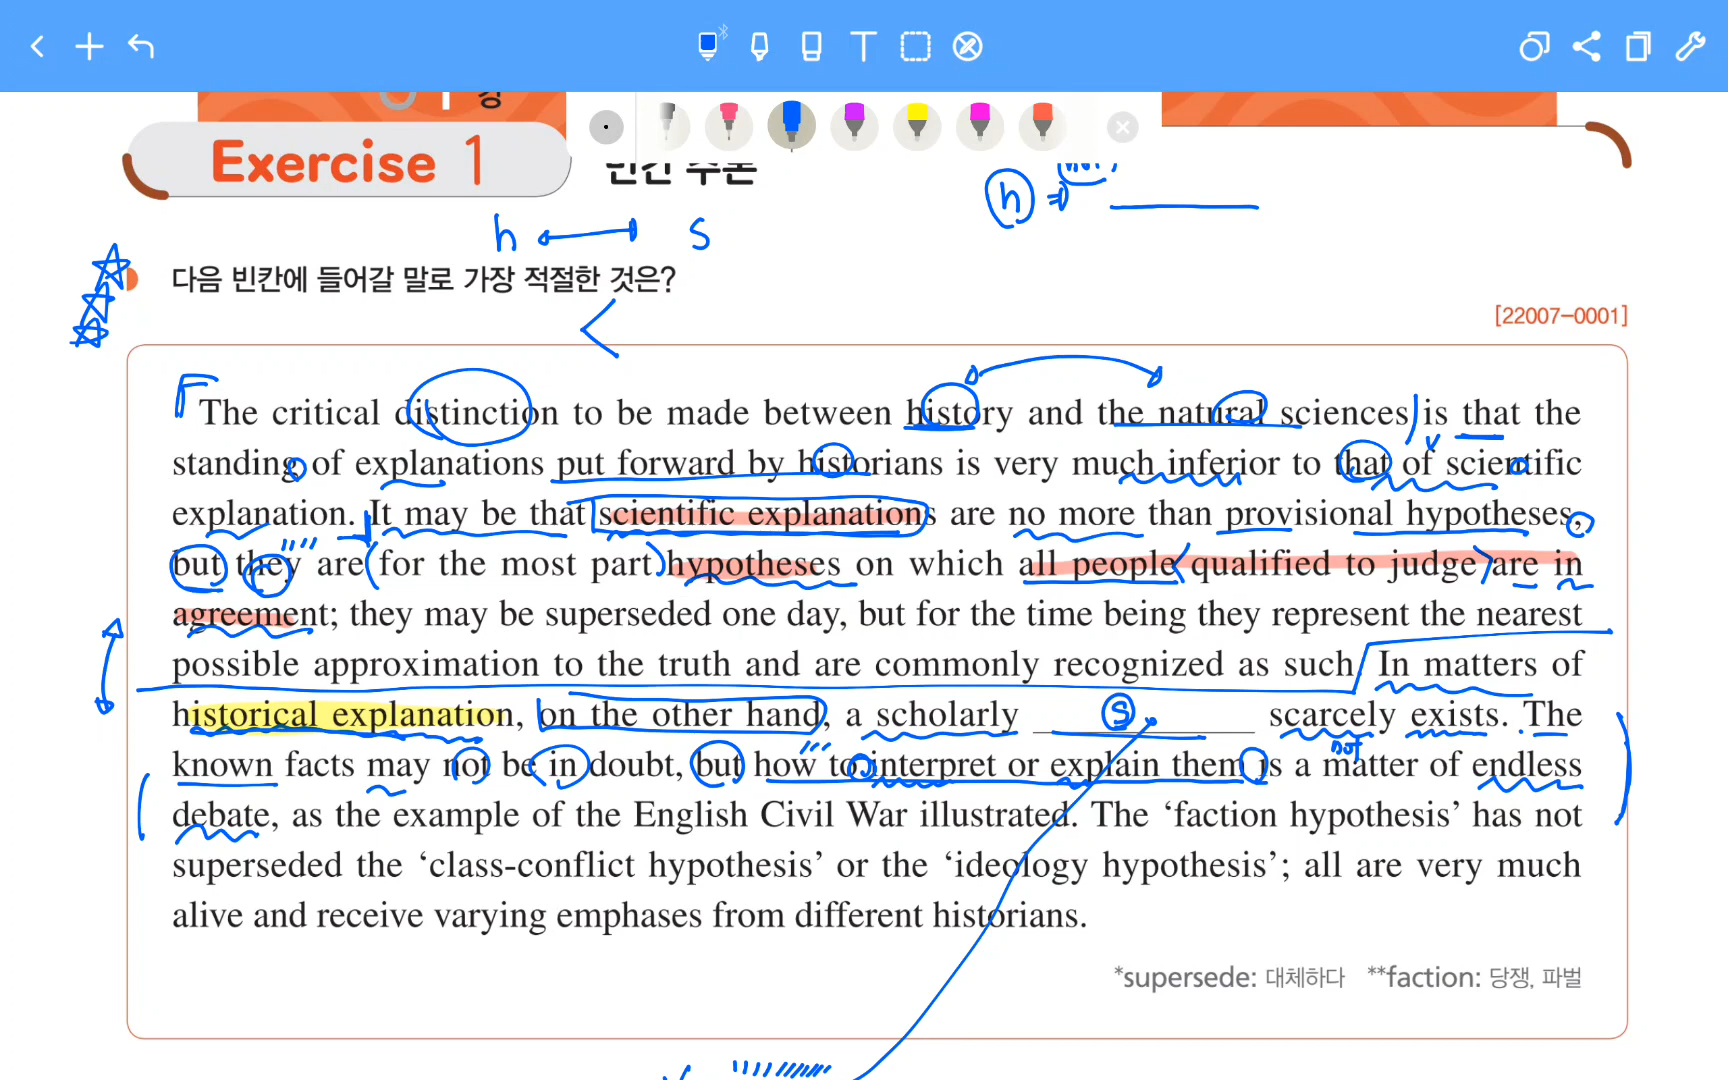 Exercise 1
빈칸 추론
h
h s
다음 빈칸에 들어갈 말로 가장 적절한 것은?
[22007-0001]
The critical distinction to be made between history and the natural sciences is that the
standing of explanations put forward by historians is very much inferior to that of scientific
explanation. It may be that scientific explanations are no more than provisional hypotheses,
but they are for the most part hypotheses on which all people qualified to judge are in
agreement; they may be superseded one day, but for the time being they represent the nearest
possible approximation to the truth and are commonly recognized as such. In matters of
historical explanation, on the other hand, a scholarly S scarcely exists. The
not
known facts may not be in doubt, but how to interpret or explain them is a matter of endless
debate, as the example of the English Civil War illustrated. The ‘faction hypothesis’ has not
superseded the ‘class-conflict hypothesis’ or the ‘ideology hypothesis’; all are very much
alive and receive varying emphases from different historians.
*supersede: 대체하다 **faction: 당쟁, 파벌